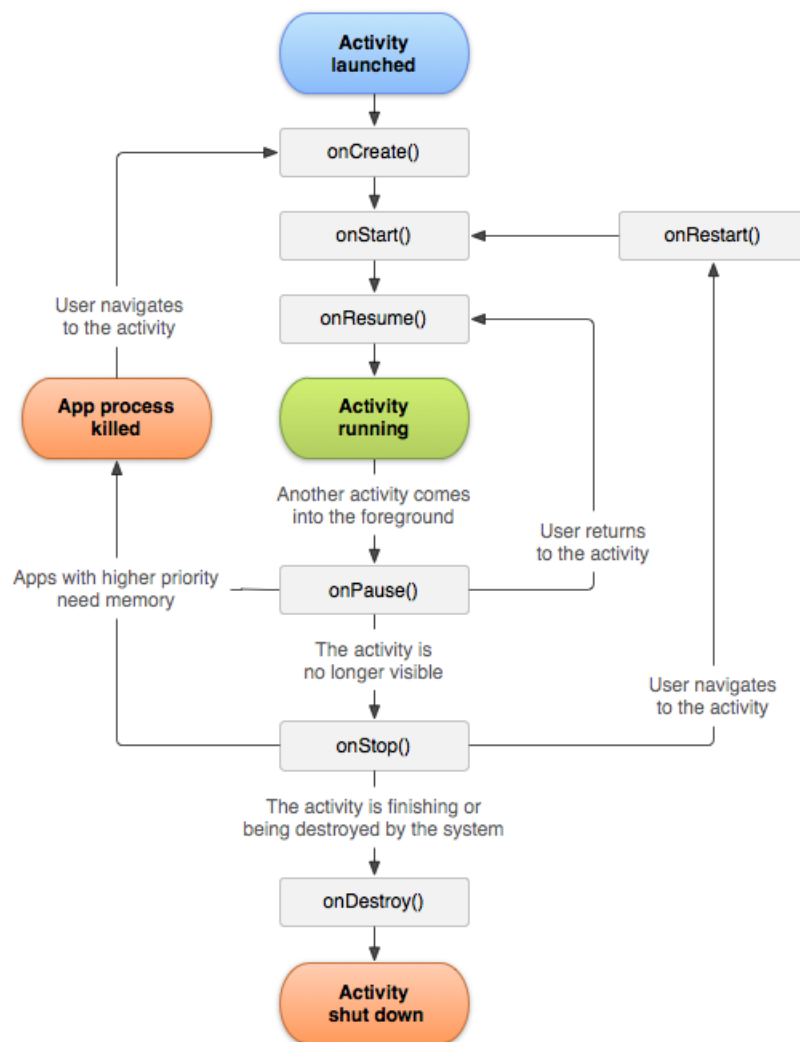 Activity
launched
onCreate()
onStart()
onRestart()
User navigates
to the activity
onResume()
App process
killed
Activity
running
Another activity comes
into the foreground
User returns
to the activity
Apps with higher priority
need memory
onPause()
The activity is
no longer visible
User navigates
to the activity
onStop()
The activity is finishing or
being destroyed by the system
onDestroy()
Activity
shut down